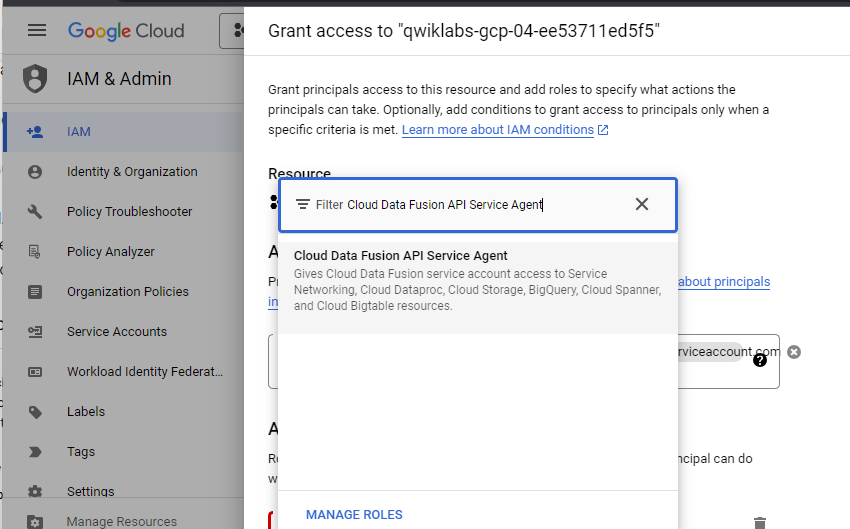 Google Cloud
IAM & Admin
IAM
Identity & Organization
Policy Troubleshooter
Policy Analyzer
Organization Policies
Service Accounts
Workload Identity Federat...
Labels
Tags
Settings
Manage Resources
Grant access to "qwiklabs-gcp-04-ee53711ed5f5"
Grant principals access to this resource and add roles to specify what actions the
principals can take. Optionally, add conditions to grant access to principals only when a
specific criteria is met. Learn more about IAM conditions
Resource
Filter Cloud Data Fusion API Service Agent
Cloud Data Fusion API Service Agent
Gives Cloud Data Fusion service account access to Service
Networking, Cloud Dataproc, Cloud Storage, BigQuery, Cloud Spanner,
and Cloud Bigtable resources.
about principals
in
rviceaccount.com
ncipal can do
MANAGE ROLES